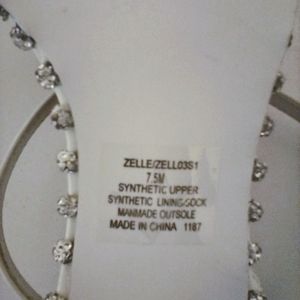 ZELLE/ZELL03S1
7.5M
SYNTHETIC UPPER
SYNTHETIC LINING/SOCK
MANMADE OUTSOLE
MADE IN CHINA 1187